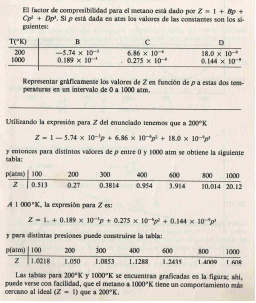 El factor de compresibilidad para el metano está dado por Z = 1 + Bp +
Cp² + Dp³. Si p está dada en atm los valores de las constantes son los si-
guientes:
T(°K) B C D
200 −5.74 × 10⁻³ 6.86 × 10⁻⁶ 18.0 × 10⁻⁹
1000 0.189 × 10⁻³ 0.275 × 10⁻⁶ 0.144 × 10⁻⁹
Representar gráficamente los valores de Z en función de p a estas dos tem-
peraturas en un intervalo de 0 a 1000 atm.
Utilizando la expresión para Z del enunciado tenemos que a 200°K
Z = 1 − 5.74 × 10⁻³p + 6.86 × 10⁻⁶p² + 18.0 × 10⁻⁹p³
y entonces para distintos valores de p entre 0 y 1000 atm se obtiene la siguiente
tabla:
p(atm) 100 200 300 400 600 800 1000
Z 0.513 0.27 0.3814 0.954 3.914 10.014 20.12
A 1 000°K, la expresión para Z es:
Z = 1. + 0.189 × 10⁻³p + 0.275 × 10⁻⁶p² + 0.144 × 10⁻⁹p³
y para distintas presiones puede construirse la tabla:
p(atm) 100 200 300 400 600 800 1000
Z 1.0218 1.050 1.0853 1.1288 1.2435 1.4009 1.608
Las tablas para 200°K y 1000°K se encuentran graficadas en la figura; ahí,
puede verse con facilidad, que el metano a 1000°K tiene un comportamiento más
cercano al ideal (Z = 1) que a 200°K.